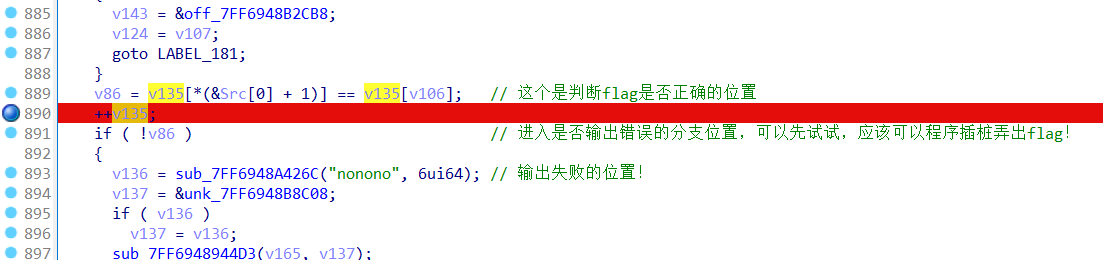 885 v143 = &off_7FF6948B2CB8;
886 v124 = v107;
887 goto LABEL_181;
888 }
889 v86 = v135[*(&Src[0] + 1)] == v135[v106]; // 这个是判断flag是否正确的位置
890 ++v135;
891 if ( !v86 ) // 进入是否输出错误的分支位置，可以先试试，应该可以程序插桩弄出flag!
892 {
893 v136 = sub_7FF6948A426C("nonono", 6ui64); // 输出失败的位置!
894 v137 = &unk_7FF6948B8C08;
895 if ( v136 )
896 v137 = v136;
897 sub_7FF6948944D3(v165, v137);